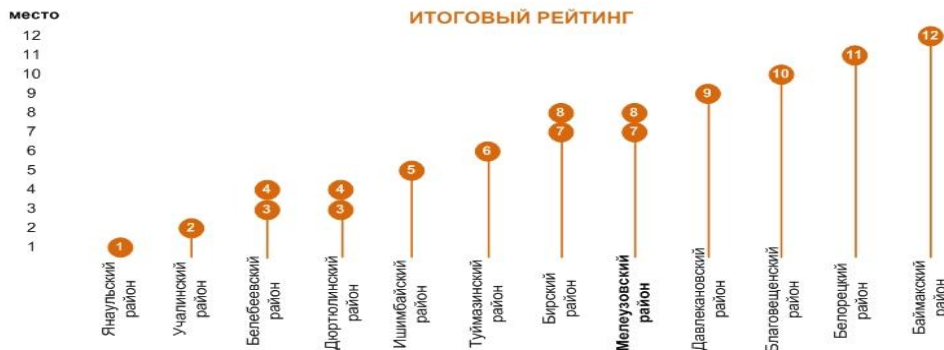 место
ИТОГОВЫЙ РЕЙТИНГ
12
11
10
9
8
7
6
5
4
3
2
1
12
11
10
9
8
8
7
7
6
5
4
4
3
3
2
1
Янаульский
район
Учалинский
район
Белебеевский
район
Дюртюлинский
район
Ишимбайский
район
Туймазинский
район
Бирский
район
Мелеузовский
район
Давлекановский
район
Благовещенский
район
Белорецкий
район
Баймакский
район